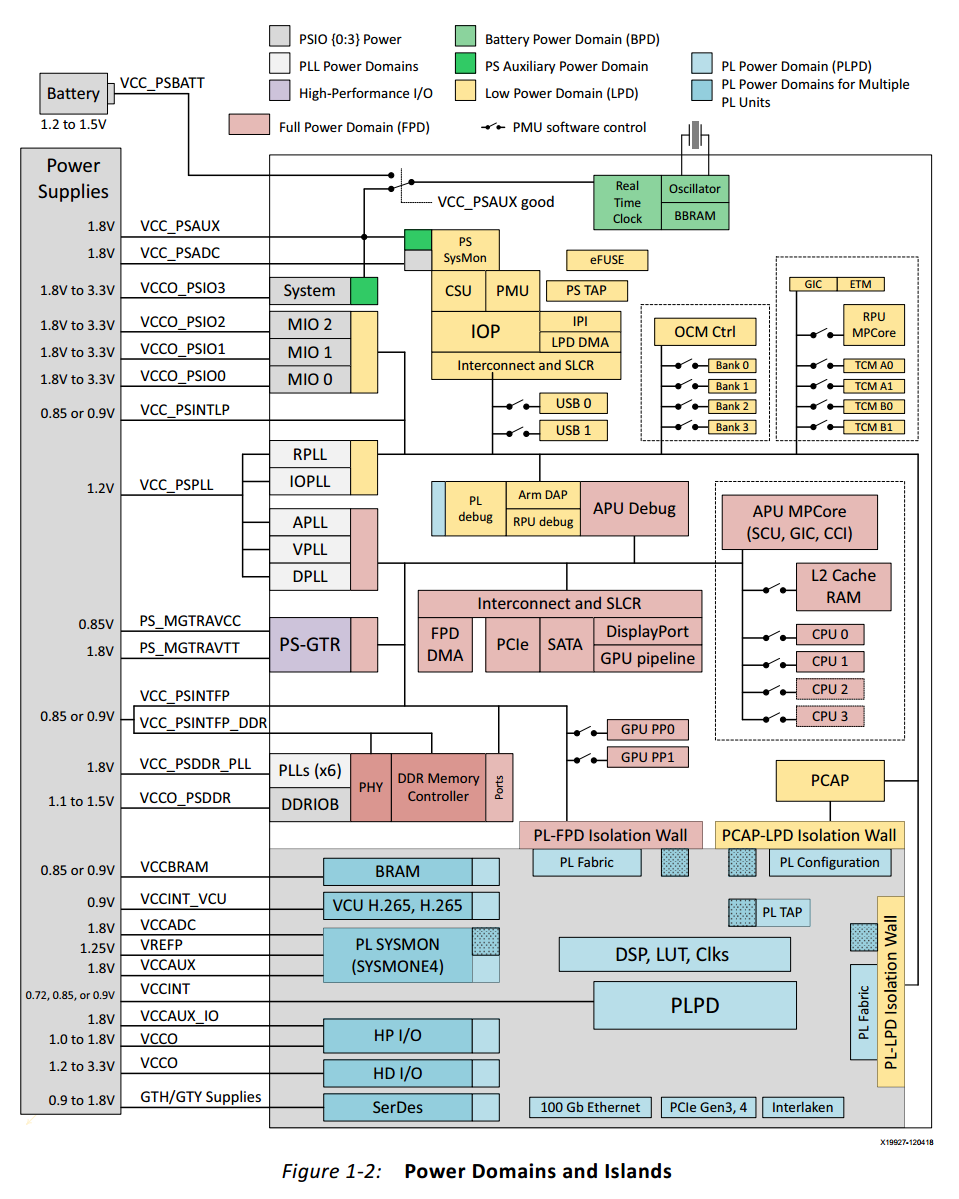 PSIO {0:3} Power
PLL Power Domains
High-Performance I/O
Full Power Domain (FPD)
Battery Power Domain (BPD)
PS Auxiliary Power Domain
Low Power Domain (LPD)
PMU software control
PL Power Domain (PLPD)
PL Power Domains for Multiple
PL Units
Battery
1.2 to 1.5V
VCC_PSBATT
Power
Supplies
VCC_PSAUX good
Real
Time
Clock
Oscillator
BBRAM
1.8V
VCC_PSAUX
1.8V
VCC_PSADC
PS
SysMon
eFUSE
1.8V to 3.3V
VCCO_PSIO3
System
CSU
PMU
PS TAP
1.8V to 3.3V
VCCO_PSIO2
MIO 2
1.8V to 3.3V
VCCO_PSIO1
MIO 1
1.8V to 3.3V
VCCO_PSIO0
MIO 0
IOP
IPI
LPD DMA
Interconnect and SLCR
USB 0
USB 1
OCM Ctrl
Bank 0
Bank 1
Bank 2
Bank 3
GIC
ETM
RPU
MPCore
TCM A0
TCM A1
TCM B0
TCM B1
0.85 or 0.9V
VCC_PSINTLP
1.2V
VCC_PSPLL
RPLL
IOPLL
APLL
VPLL
DPLL
PL
debug
Arm DAP
RPU debug
APU Debug
APU MPCore
(SCU, GIC, CCI)
L2 Cache
RAM
CPU 0
CPU 1
CPU 2
CPU 3
Interconnect and SLCR
FPD
DMA
PCIe
SATA
DisplayPort
GPU pipeline
0.85V
PS_MGTRAVCC
1.8V
PS_MGTRAVTT
PS-GTR
VCC_PSINTFP
0.85 or 0.9V
VCC_PSINTFP_DDR
GPU PP0
GPU PP1
1.8V
VCC_PSDDR_PLL
PLLs (x6)
1.1 to 1.5V
VCCO_PSDDR
DDRIOB
PHY
DDR Memory
Controller
Ports
PCAP
PL-FPD Isolation Wall
PCAP-LPD Isolation Wall
PL Fabric
PL Configuration
0.85 or 0.9V
VCCBRAM
BRAM
0.9V
VCCINT_VCU
VCU H.265, H.265
PL TAP
1.8V
VCCADC
1.25V
VREFP
1.8V
VCCAUX
PL SYSMON
(SYSMONE4)
DSP, LUT, Clks
PL Fabric
PL-LPD Isolation Wall
0.72, 0.85, or 0.9V
VCCINT
PLPD
1.8V
VCCAUX_IO
1.0 to 1.8V
VCCO
HP I/O
1.2 to 3.3V
VCCO
HD I/O
0.9 to 1.8V
GTH/GTY Supplies
SerDes
100 Gb Ethernet
PCIe Gen3, 4
Interlaken
X19927-120418
Figure 1-2: Power Domains and Islands